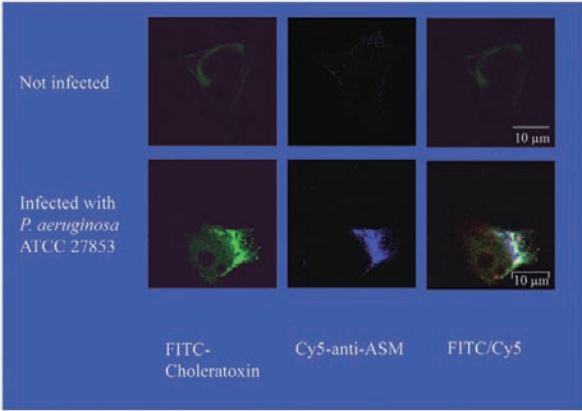 Not infected
10 µm
Infected with
P. aeruginosa
ATCC 27853
10 µm
FITC-
Choleratoxin
Cy5-anti-ASM
FITC/Cy5